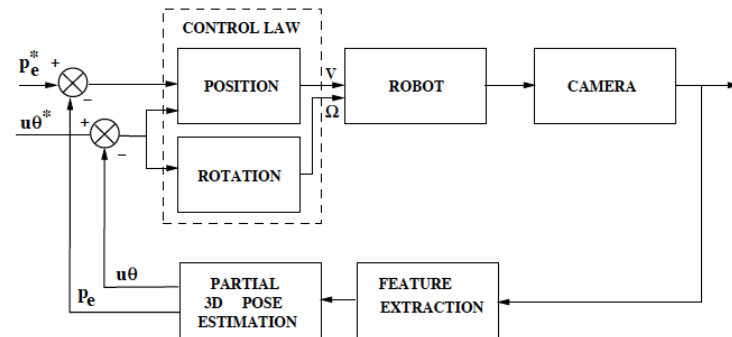 CONTROL LAW
p*e + −
POSITION
V
ROBOT
CAMERA
uθ* + −
Ω
ROTATION
uθ
pe
PARTIAL
3D POSE
ESTIMATION
FEATURE
EXTRACTION